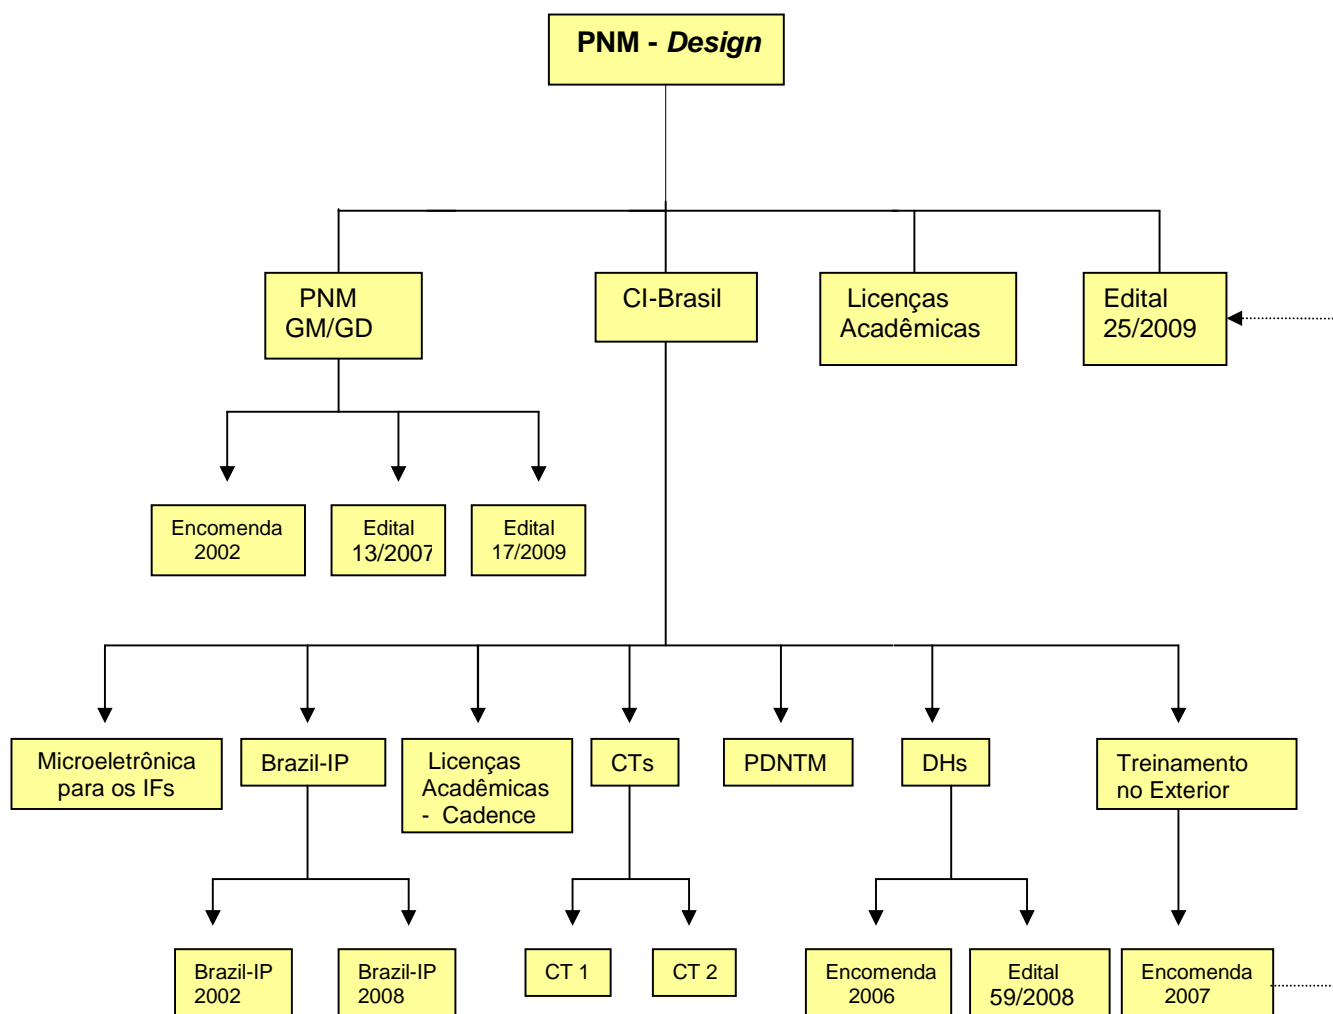 PNM - Design
PNM
GM/GD
CI-Brasil
Licenças
Acadêmicas
Edital
25/2009
Encomenda
2002
Edital
13/2007
Edital
17/2009
Microeletrônica
para os IFs
Brazil-IP
Licenças
Acadêmicas
- Cadence
CTs
PDNTM
DHs
Treinamento
no Exterior
Brazil-IP
2002
Brazil-IP
2008
CT 1
CT 2
Encomenda
2006
Edital
59/2008
Encomenda
2007